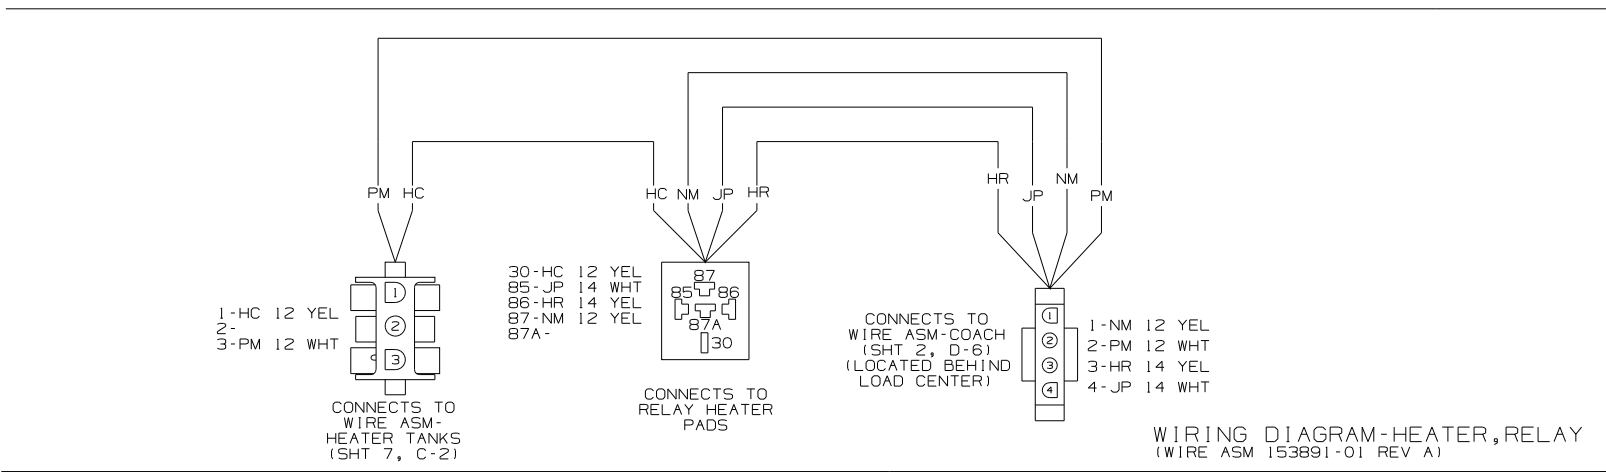 PM HC
HC NM JP HR
HR JP NM PM
1-HC 12 YEL
2-
3-PM 12 WHT
1
2
3
CONNECTS TO
WIRE ASM-
HEATER TANKS
(SHT 7, C-2)
30-HC 12 YEL
85-JP 14 WHT
86-HR 14 YEL
87-NM 12 YEL
87A-
87
85 86
87A
30
CONNECTS TO
RELAY HEATER
PADS
CONNECTS TO
WIRE ASM-COACH
(SHT 2, D-6)
(LOCATED BEHIND
LOAD CENTER)
1
2
3
4
1-NM 12 YEL
2-PM 12 WHT
3-HR 14 YEL
4-JP 14 WHT
WIRING DIAGRAM-HEATER,RELAY
(WIRE ASM 153891-01 REV A)